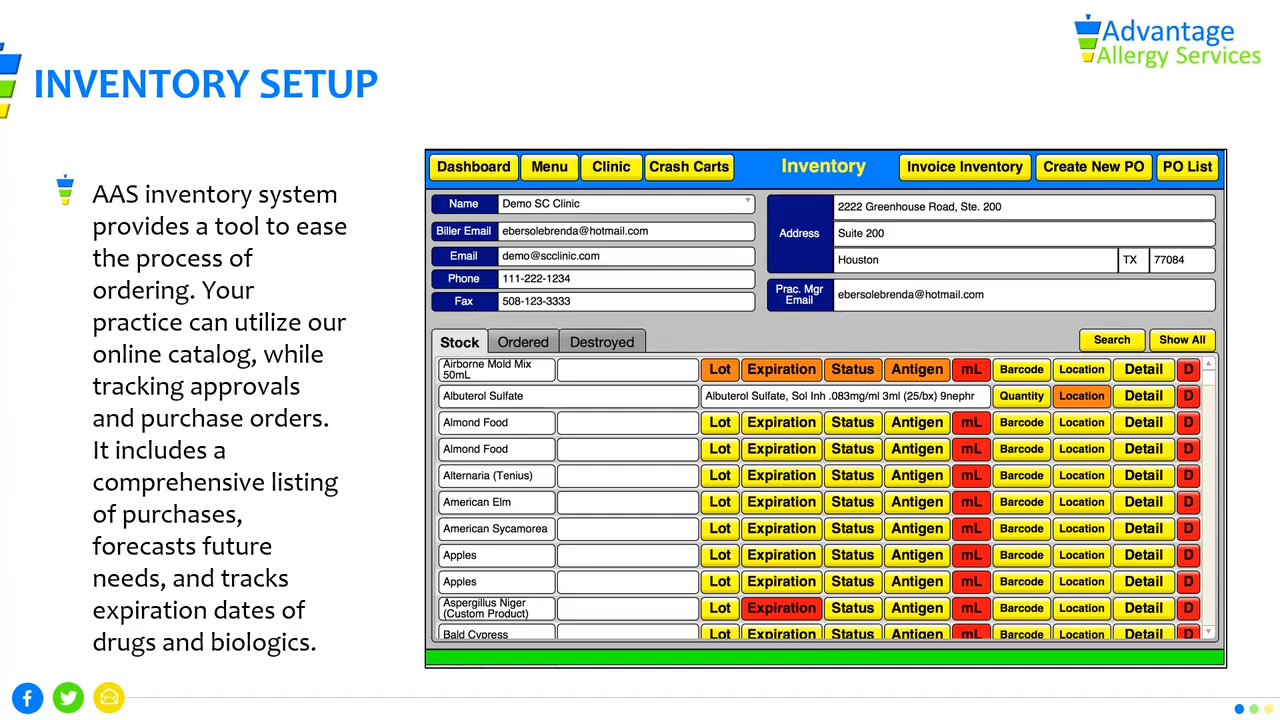 Advantage
Allergy Services
INVENTORY SETUP
AAS inventory system
provides a tool to ease
the process of
ordering. Your
practice can utilize our
online catalog, while
tracking approvals
and purchase orders.
It includes a
comprehensive listing
of purchases,
forecasts future
needs, and tracks
expiration dates of
drugs and biologics.
Dashboard Menu Clinic Crash Carts Inventory Invoice Inventory Create New PO PO List
Name Demo SC Clinic
Biller Email ebersolebrenda@hotmail.com
Email demo@scclinic.com
Phone 111-222-1234
Fax 508-123-3333
Address 2222 Greenhouse Road, Ste. 200
Suite 200
Houston TX 77084
Prac. Mgr
Email ebersolebrenda@hotmail.com
Stock Ordered Destroyed Search Show All
Airborne Mold Mix
50mL Lot Expiration Status Antigen mL Barcode Location Detail D
Albuterol Sulfate Albuterol Sulfate, Sol Inh .083mg/ml 3ml (25/bx) 9nephr Quantity Location Detail D
Almond Food Lot Expiration Status Antigen mL Barcode Location Detail D
Almond Food Lot Expiration Status Antigen mL Barcode Location Detail D
Alternaria (Tenius) Lot Expiration Status Antigen mL Barcode Location Detail D
American Elm Lot Expiration Status Antigen mL Barcode Location Detail D
American Sycamorea Lot Expiration Status Antigen mL Barcode Location Detail D
Apples Lot Expiration Status Antigen mL Barcode Location Detail D
Apples Lot Expiration Status Antigen mL Barcode Location Detail D
Aspergillus Niger
(Custom Product) Lot Expiration Status Antigen mL Barcode Location Detail D
Bald Cypress Lot Expiration Status Antigen mL Barcode Location Detail D